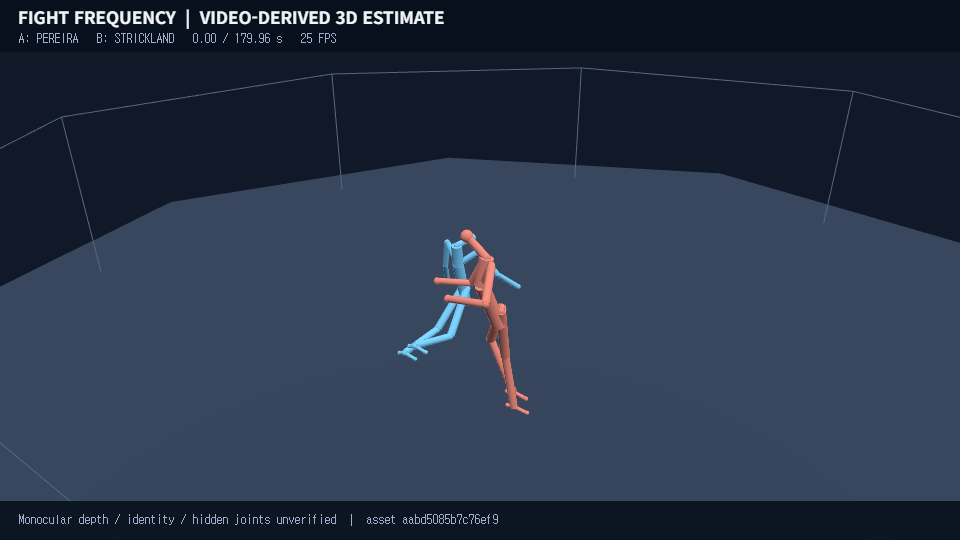 FIGHT FREQUENCY | VIDEO-DERIVED 3D ESTIMATE
A: PEREIRA B: STRICKLAND 0.00 / 179.96 s 25 FPS
Monocular depth / identity / hidden joints unverified | asset aabd5085b7c76ef9